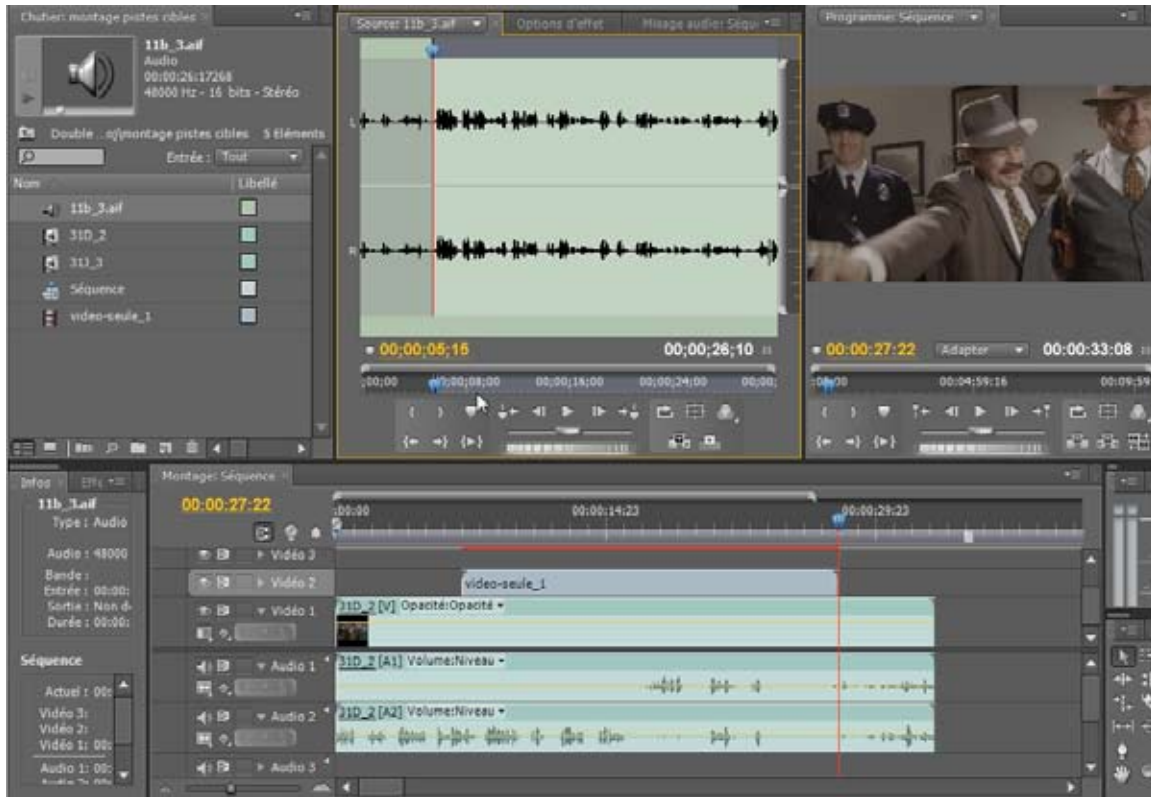 Chutier: montage pistes cibles
11b_3.aif
Audio
00:00:26:17268
48000 Hz - 16 bits - Stéréo
montage pistes cibles 5 Éléments
Entrée : Tout
Nom Libellé
11b_3.aif
31D_2
31J_3
Séquence
video-seule_1
Source: 11b_3.aif
Options d'effet
Mixage audio: Séqu
L
R
00;00;05;15
00;00;26;10
;00;00
00;00;08;00
00;00;16;00
00;00;24;00
00;00;
Programme: Séquence
00:00:27:22
Adapter
00:00:33:08
00:04:59:16
00:09:59
Infos
Effe
11b_3.aif
Type : Audio
Audio : 48000
Bande :
Entrée : 00:00:
Sortie : Non d
Durée : 00:00:
Séquence
Actuel : 00:
Vidéo 3:
Vidéo 2:
Vidéo 1: 00:
Audio 1: 00:
Montage: Séquence
00:00:27:22
:00:00
00:00:14:23
00:00:29:23
Vidéo 3
Vidéo 2
video-seule_1
Vidéo 1
31D_2 [V] Opacité:Opacité
Audio 1
31D_2 [A1] Volume:Niveau
Audio 2
31D_2 [A2] Volume:Niveau
Audio 3